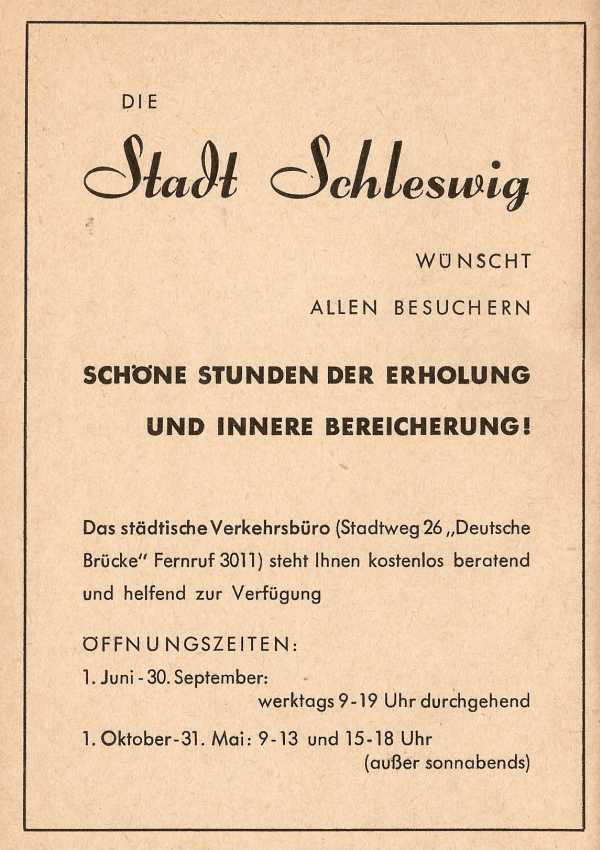 DIE
Stadt Schleswig
WÜNSCHT
ALLEN BESUCHERN
SCHÖNE STUNDEN DER ERHOLUNG
UND INNERE BEREICHERUNG!
Das städtische Verkehrsbüro (Stadtweg 26 „Deutsche
Brücke“ Fernruf 3011) steht Ihnen kostenlos beratend
und helfend zur Verfügung
ÖFFNUNGSZEITEN:
1. Juni - 30. September:
werktags 9-19 Uhr durchgehend
1. Oktober-31. Mai: 9-13 und 15-18 Uhr
(außer sonnabends)